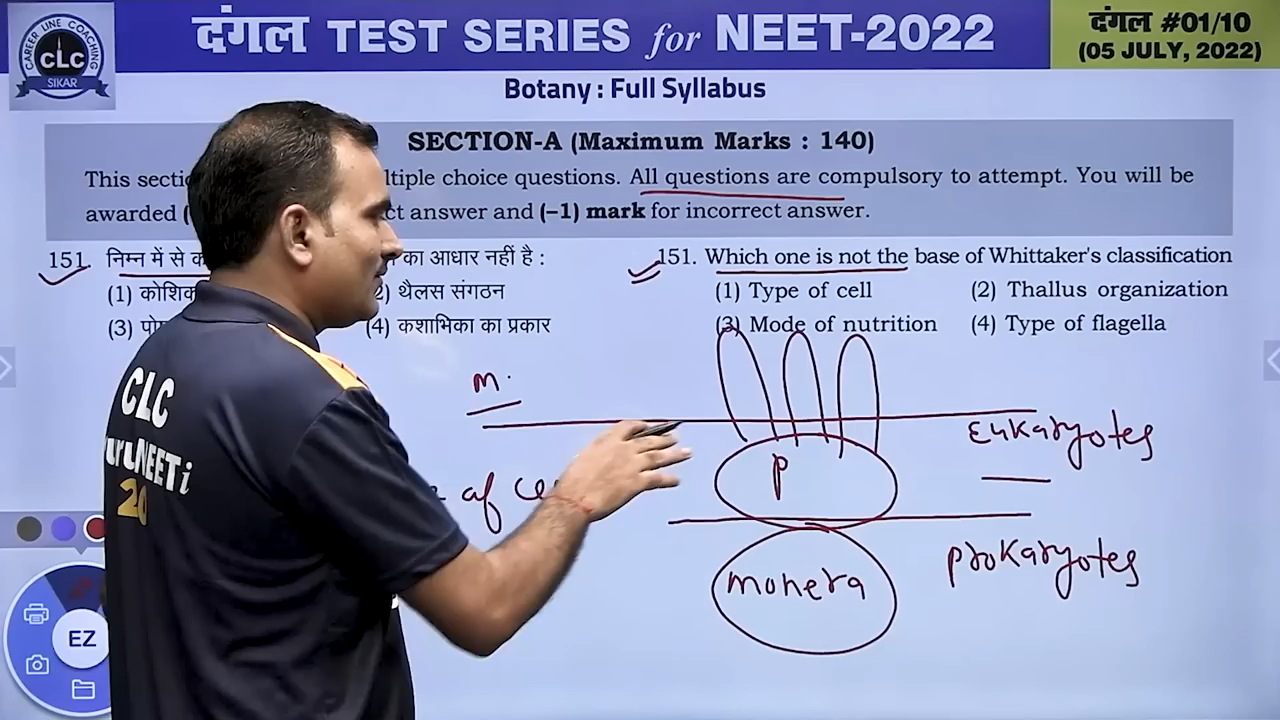 CAREER LINE COACHING
CLC
SIKAR
दंगल TEST SERIES for NEET-2022
दंगल #01/10
(05 JULY, 2022)
Botany : Full Syllabus
SECTION-A (Maximum Marks : 140)
This ltiple choice questions. All questions are compulsory to attempt. You will be
awarded ct answer and (–1) mark for incorrect answer.
151. निम्न में से का आधार नहीं है :
(1) (2) थैलस संगठन
(3) (4) कशाभिका का प्रकार
151. Which one is not the base of Whittaker's classification
(1) Type of cell (2) Thallus organization
(3) Mode of nutrition (4) Type of flagella
m.
Eukaryotes
P
of
Prokaryotes
monera
CLC
NEETi
20
EZ